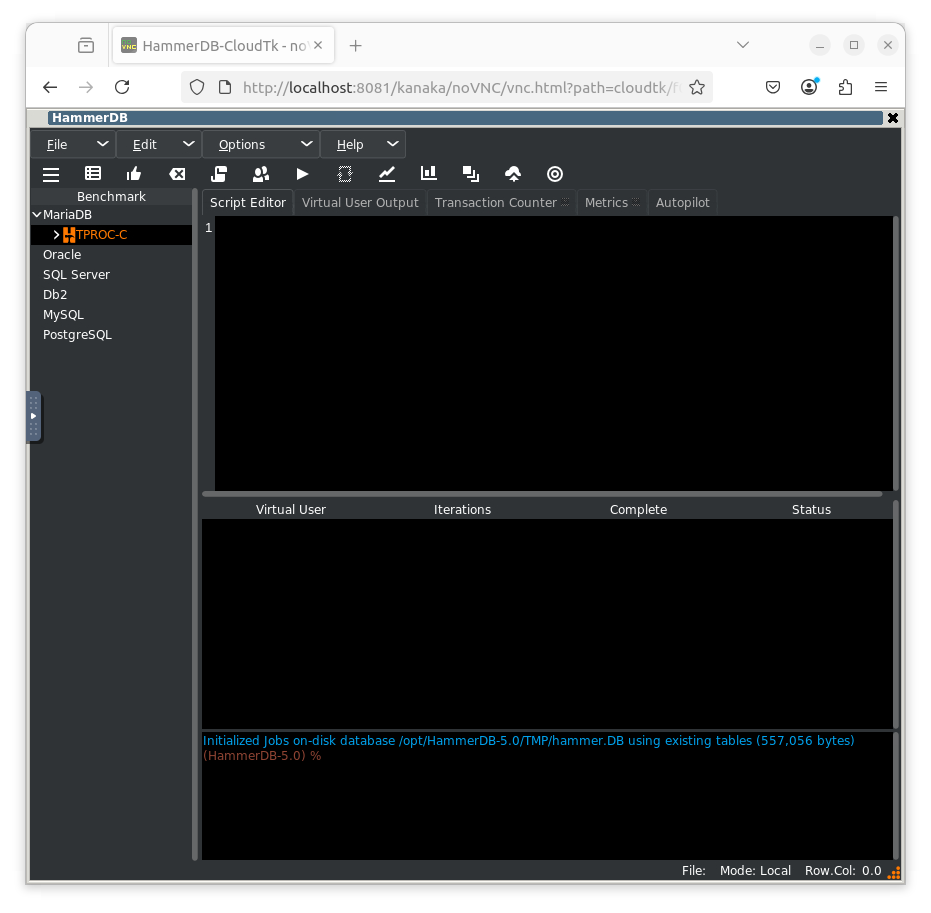 HammerDB-CloudTk - no
http://localhost:8081/kanaka/noVNC/vnc.html?path=cloudtk/
HammerDB
File Edit Options Help
Benchmark
Script Editor Virtual User Output Transaction Counter Metrics Autopilot
MariaDB
TPROC-C
Oracle
SQL Server
Db2
MySQL
PostgreSQL
1
Virtual User Iterations Complete Status
Initialized Jobs on-disk database /opt/HammerDB-5.0/TMP/hammer.DB using existing tables (557,056 bytes)
(HammerDB-5.0) %
File: Mode: Local Row.Col: 0.0